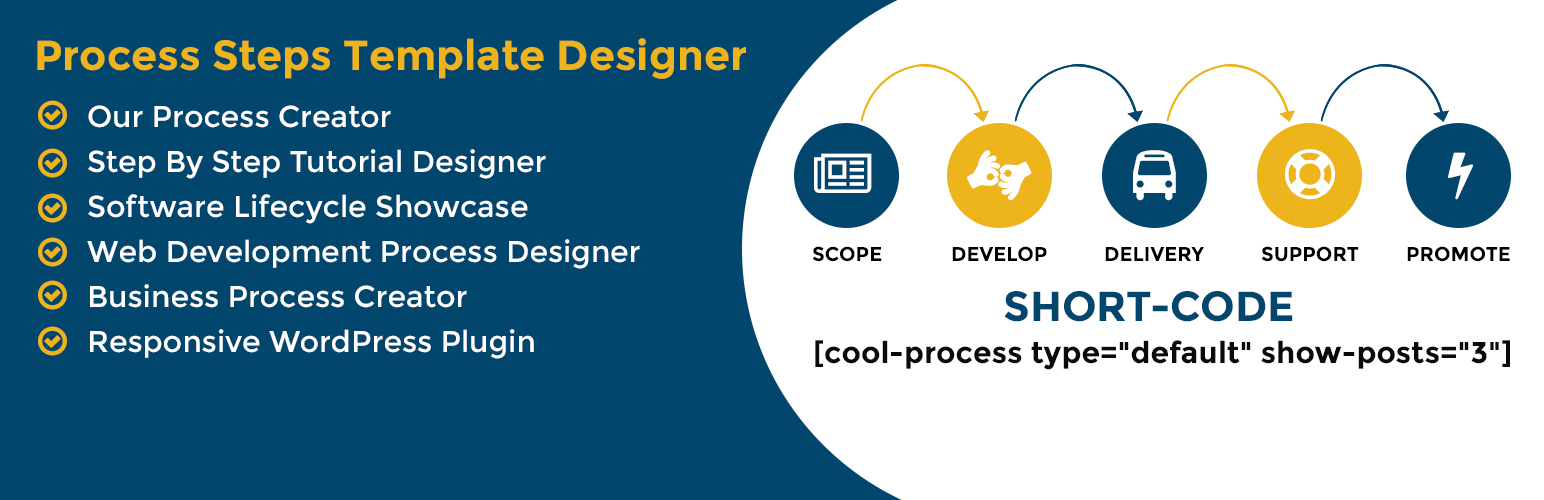 Process Steps Template Designer
Our Process Creator
Step By Step Tutorial Designer
Software Lifecycle Showcase
Web Development Process Designer
Business Process Creator
Responsive WordPress Plugin
SCOPE DEVELOP DELIVERY SUPPORT PROMOTE
SHORT-CODE
[cool-process type="default" show-posts="3"]